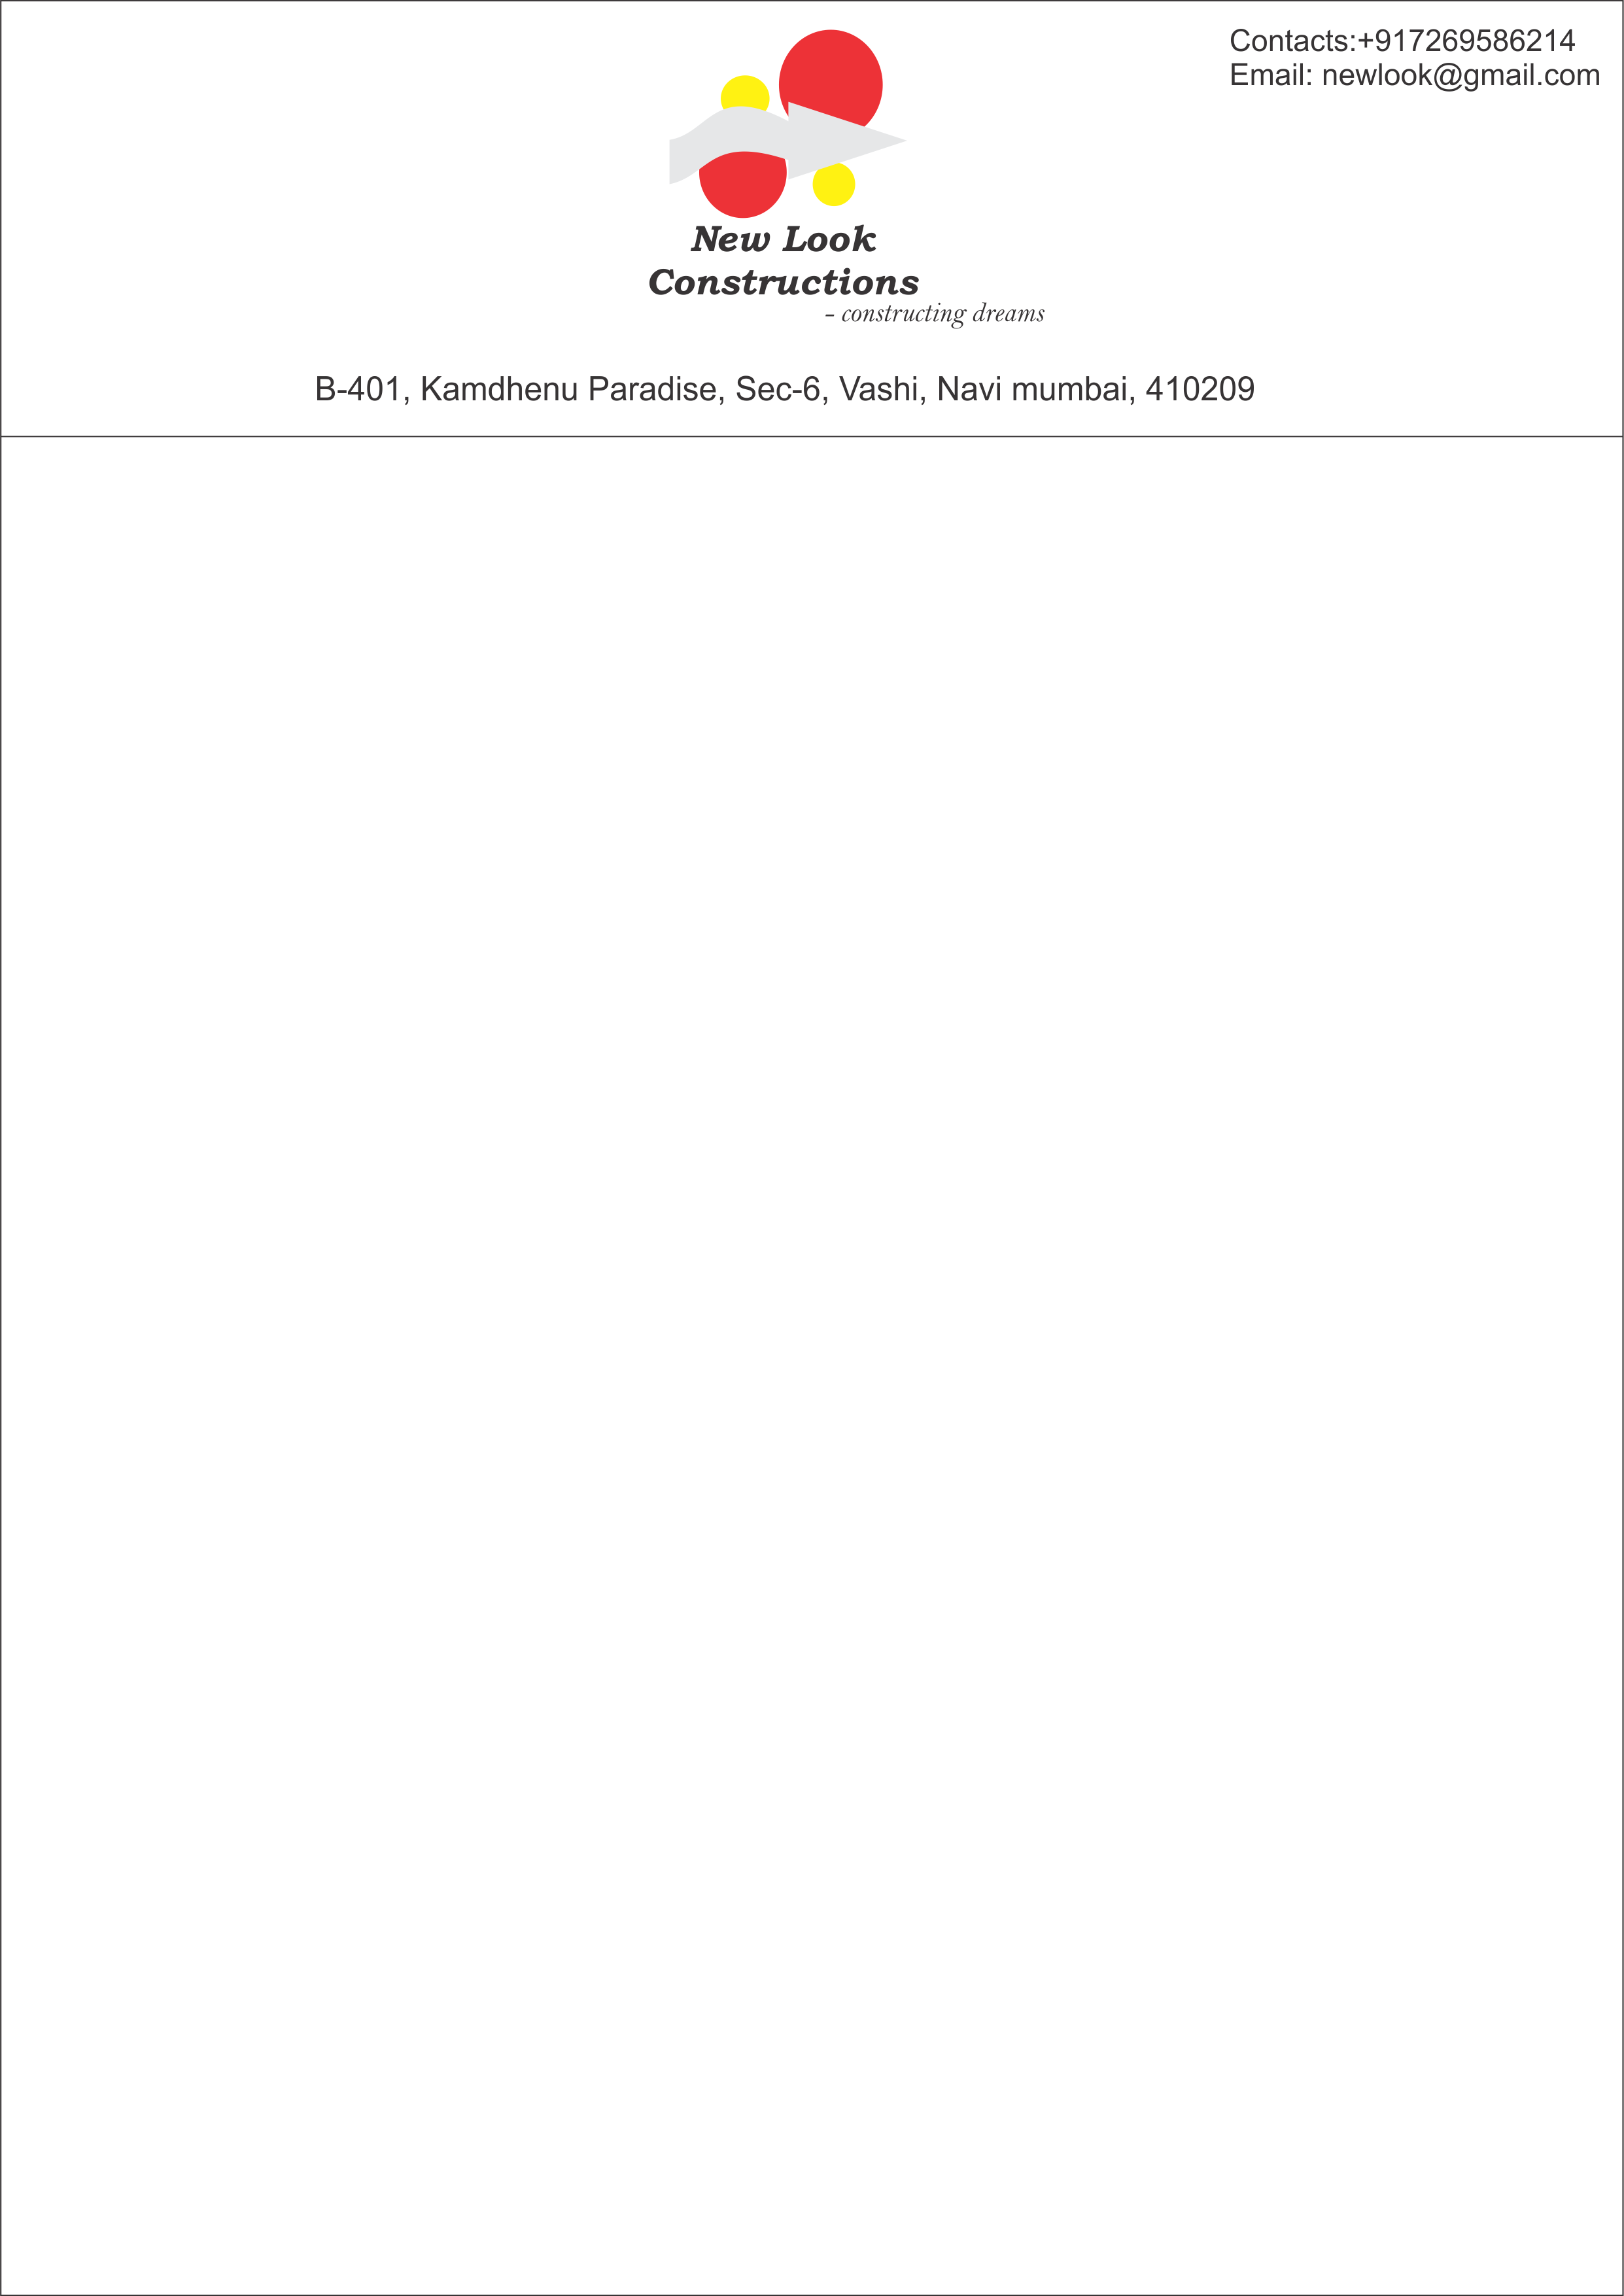 Contacts:+917269586214
Email: newlook@gmail.com
New Look
Constructions
- constructing dreams
B-401, Kamdhenu Paradise, Sec-6, Vashi, Navi mumbai, 410209